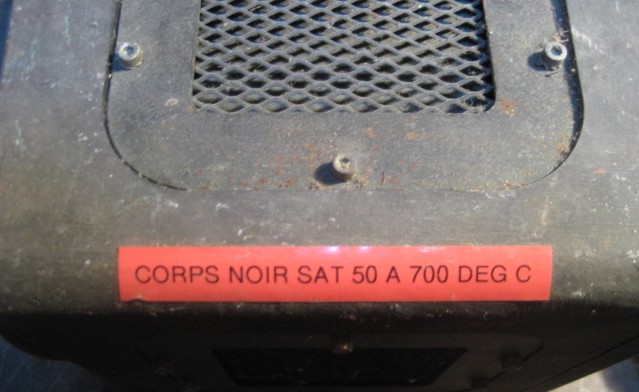 CORPS NOIR SAT 50 A 700 DEG C